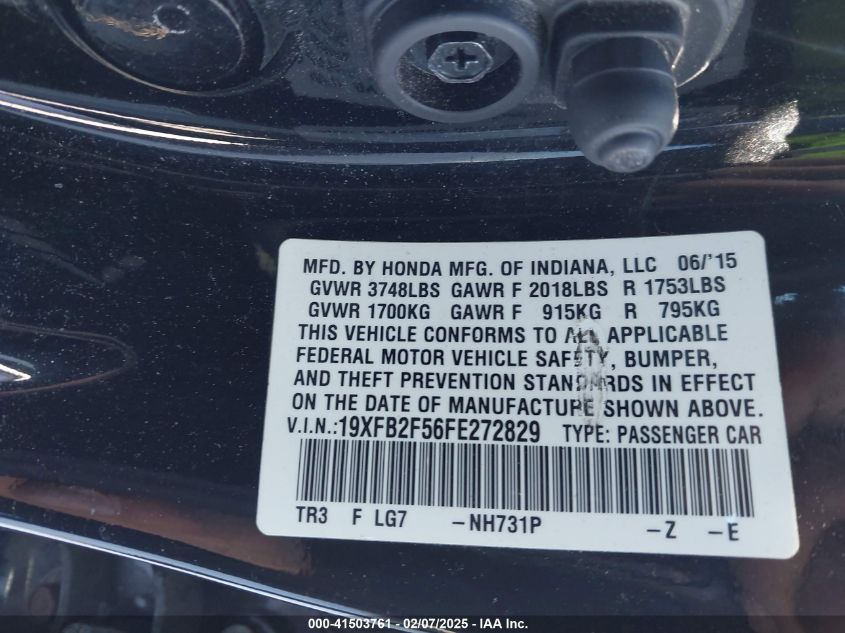 MFD. BY HONDA MFG. OF INDIANA, LLC 06/'15
GVWR 3748LBS GAWR F 2018LBS R 1753LBS
GVWR 1700KG GAWR F 915KG R 795KG
THIS VEHICLE CONFORMS TO ALL APPLICABLE
FEDERAL MOTOR VEHICLE SAFETY, BUMPER,
AND THEFT PREVENTION STANDARDS IN EFFECT
ON THE DATE OF MANUFACTURE SHOWN ABOVE.
V.I.N.:19XFB2F56FE272829 TYPE: PASSENGER CAR
TR3 F LG7 –NH731P –Z –E
000-41503761 - 02/07/2025 - IAAI.com